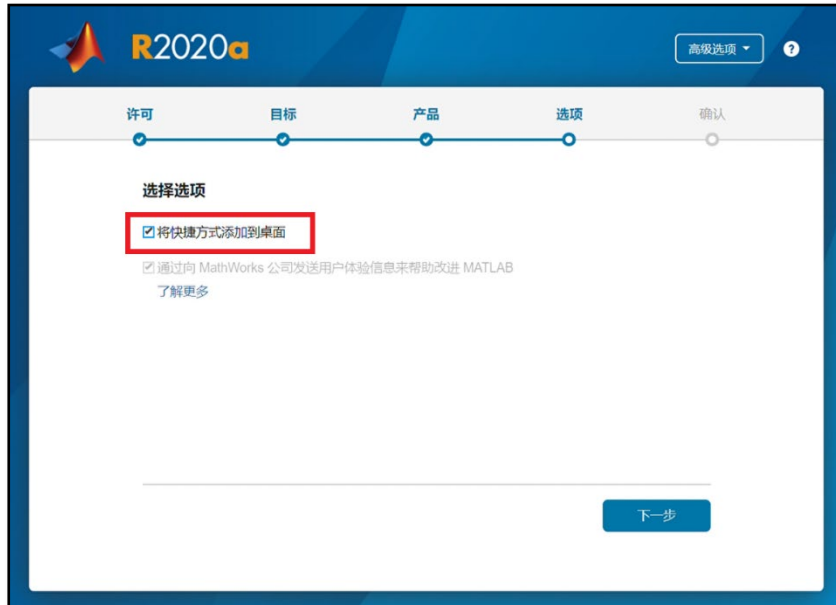 R2020a
高级选项
?
许可 目标 产品 选项 确认
选择选项
将快捷方式添加到桌面
通过向 MathWorks 公司发送用户体验信息来帮助改进 MATLAB
了解更多
下一步